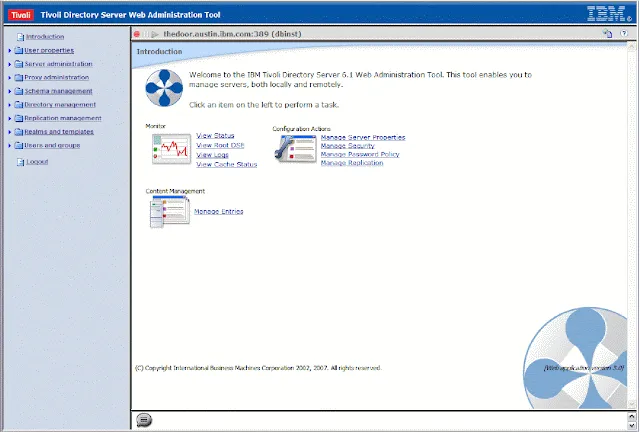 Tivoli Tivoli Directory Server Web Administration Tool IBM.
Introduction
User properties
Server administration
Proxy administration
Schema management
Directory management
Replication management
Realms and templates
Users and groups
Logout
thedoor.austin.ibm.com:389 (dbinst)
Introduction
Welcome to the IBM Tivoli Directory Server 6.1 Web Administration Tool. This tool enables you to
manage servers, both locally and remotely.
Click an item on the left to perform a task.
Monitor
View Status
View Root DSE
View Logs
View Cache Status
Configuration Actions
Manage Server Properties
Manage Security
Manage Password Policy
Manage Replication
Content Management
Manage Entries
(C) Copyright International Business Machines Corporation 2002, 2007. All rights reserved.
[Web application version 5.0]